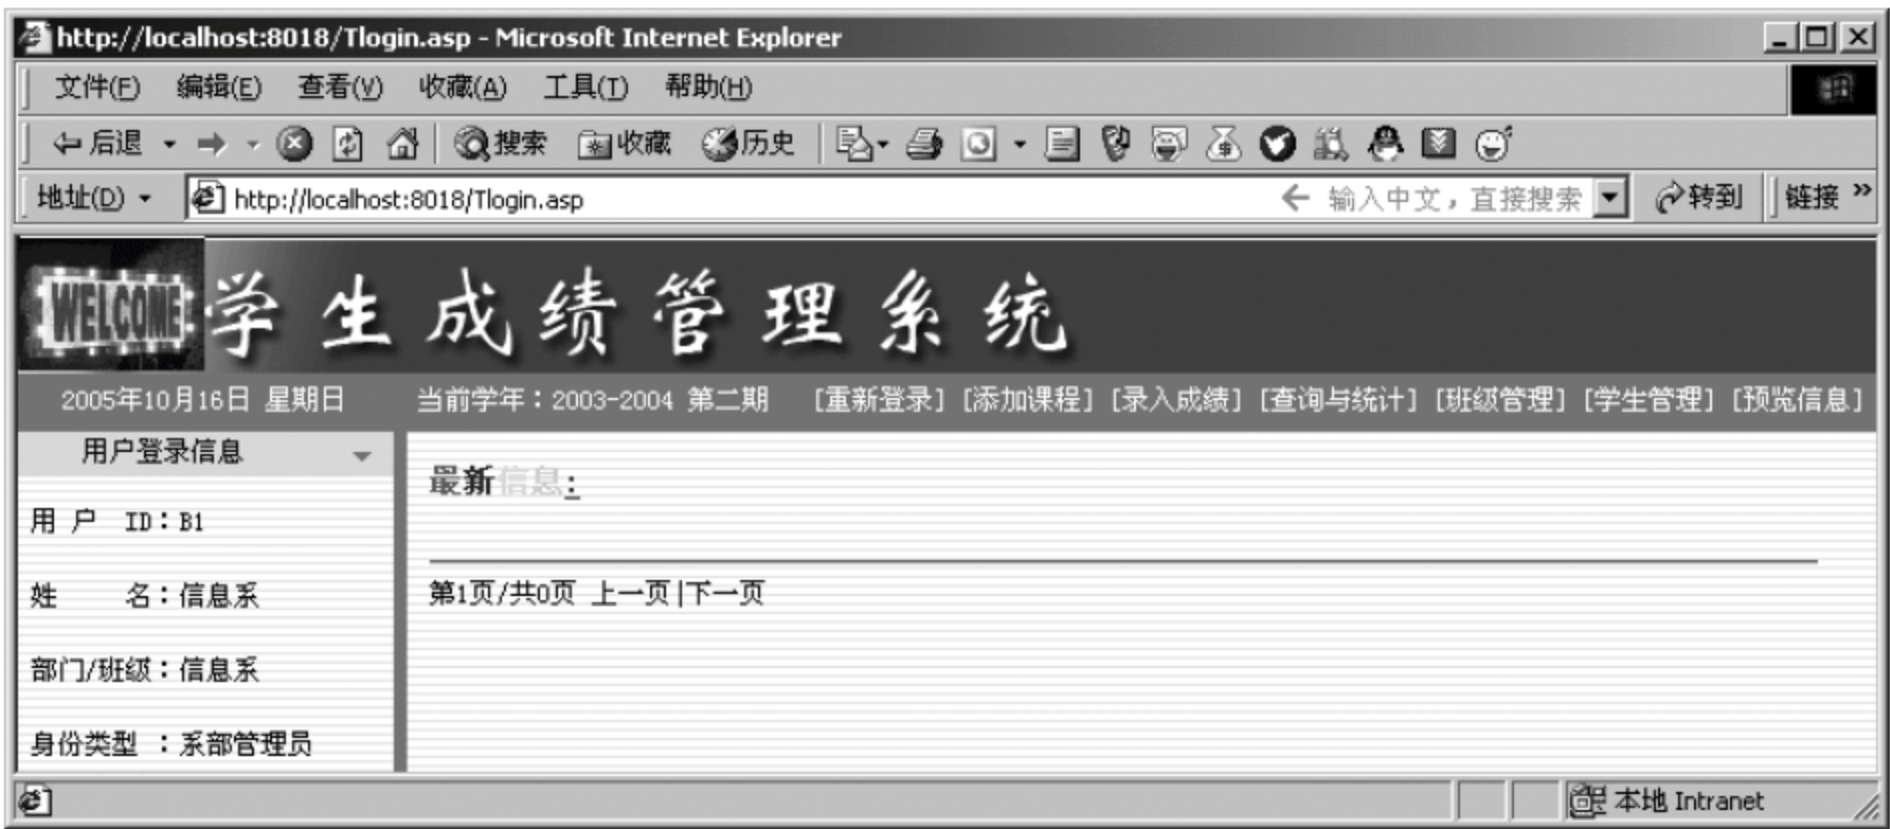 http://localhost:8018/Tlogin.asp - Microsoft Internet Explorer
文件(F) 编辑(E) 查看(V) 收藏(A) 工具(T) 帮助(H)
后退 搜索 收藏 历史
地址(D) http://localhost:8018/Tlogin.asp 输入中文，直接搜索 转到 链接 »
WELCOME 学生成绩管理系统
2005年10月16日 星期日 当前学年：2003-2004 第二期 [重新登录] [添加课程] [录入成绩] [查询与统计] [班级管理] [学生管理] [预览信息]
用户登录信息
用 户 ID：B1
姓 名：信息系
部门/班级：信息系
身份类型 ：系部管理员
最新信息:
第1页/共0页 上一页|下一页
本地 Intranet